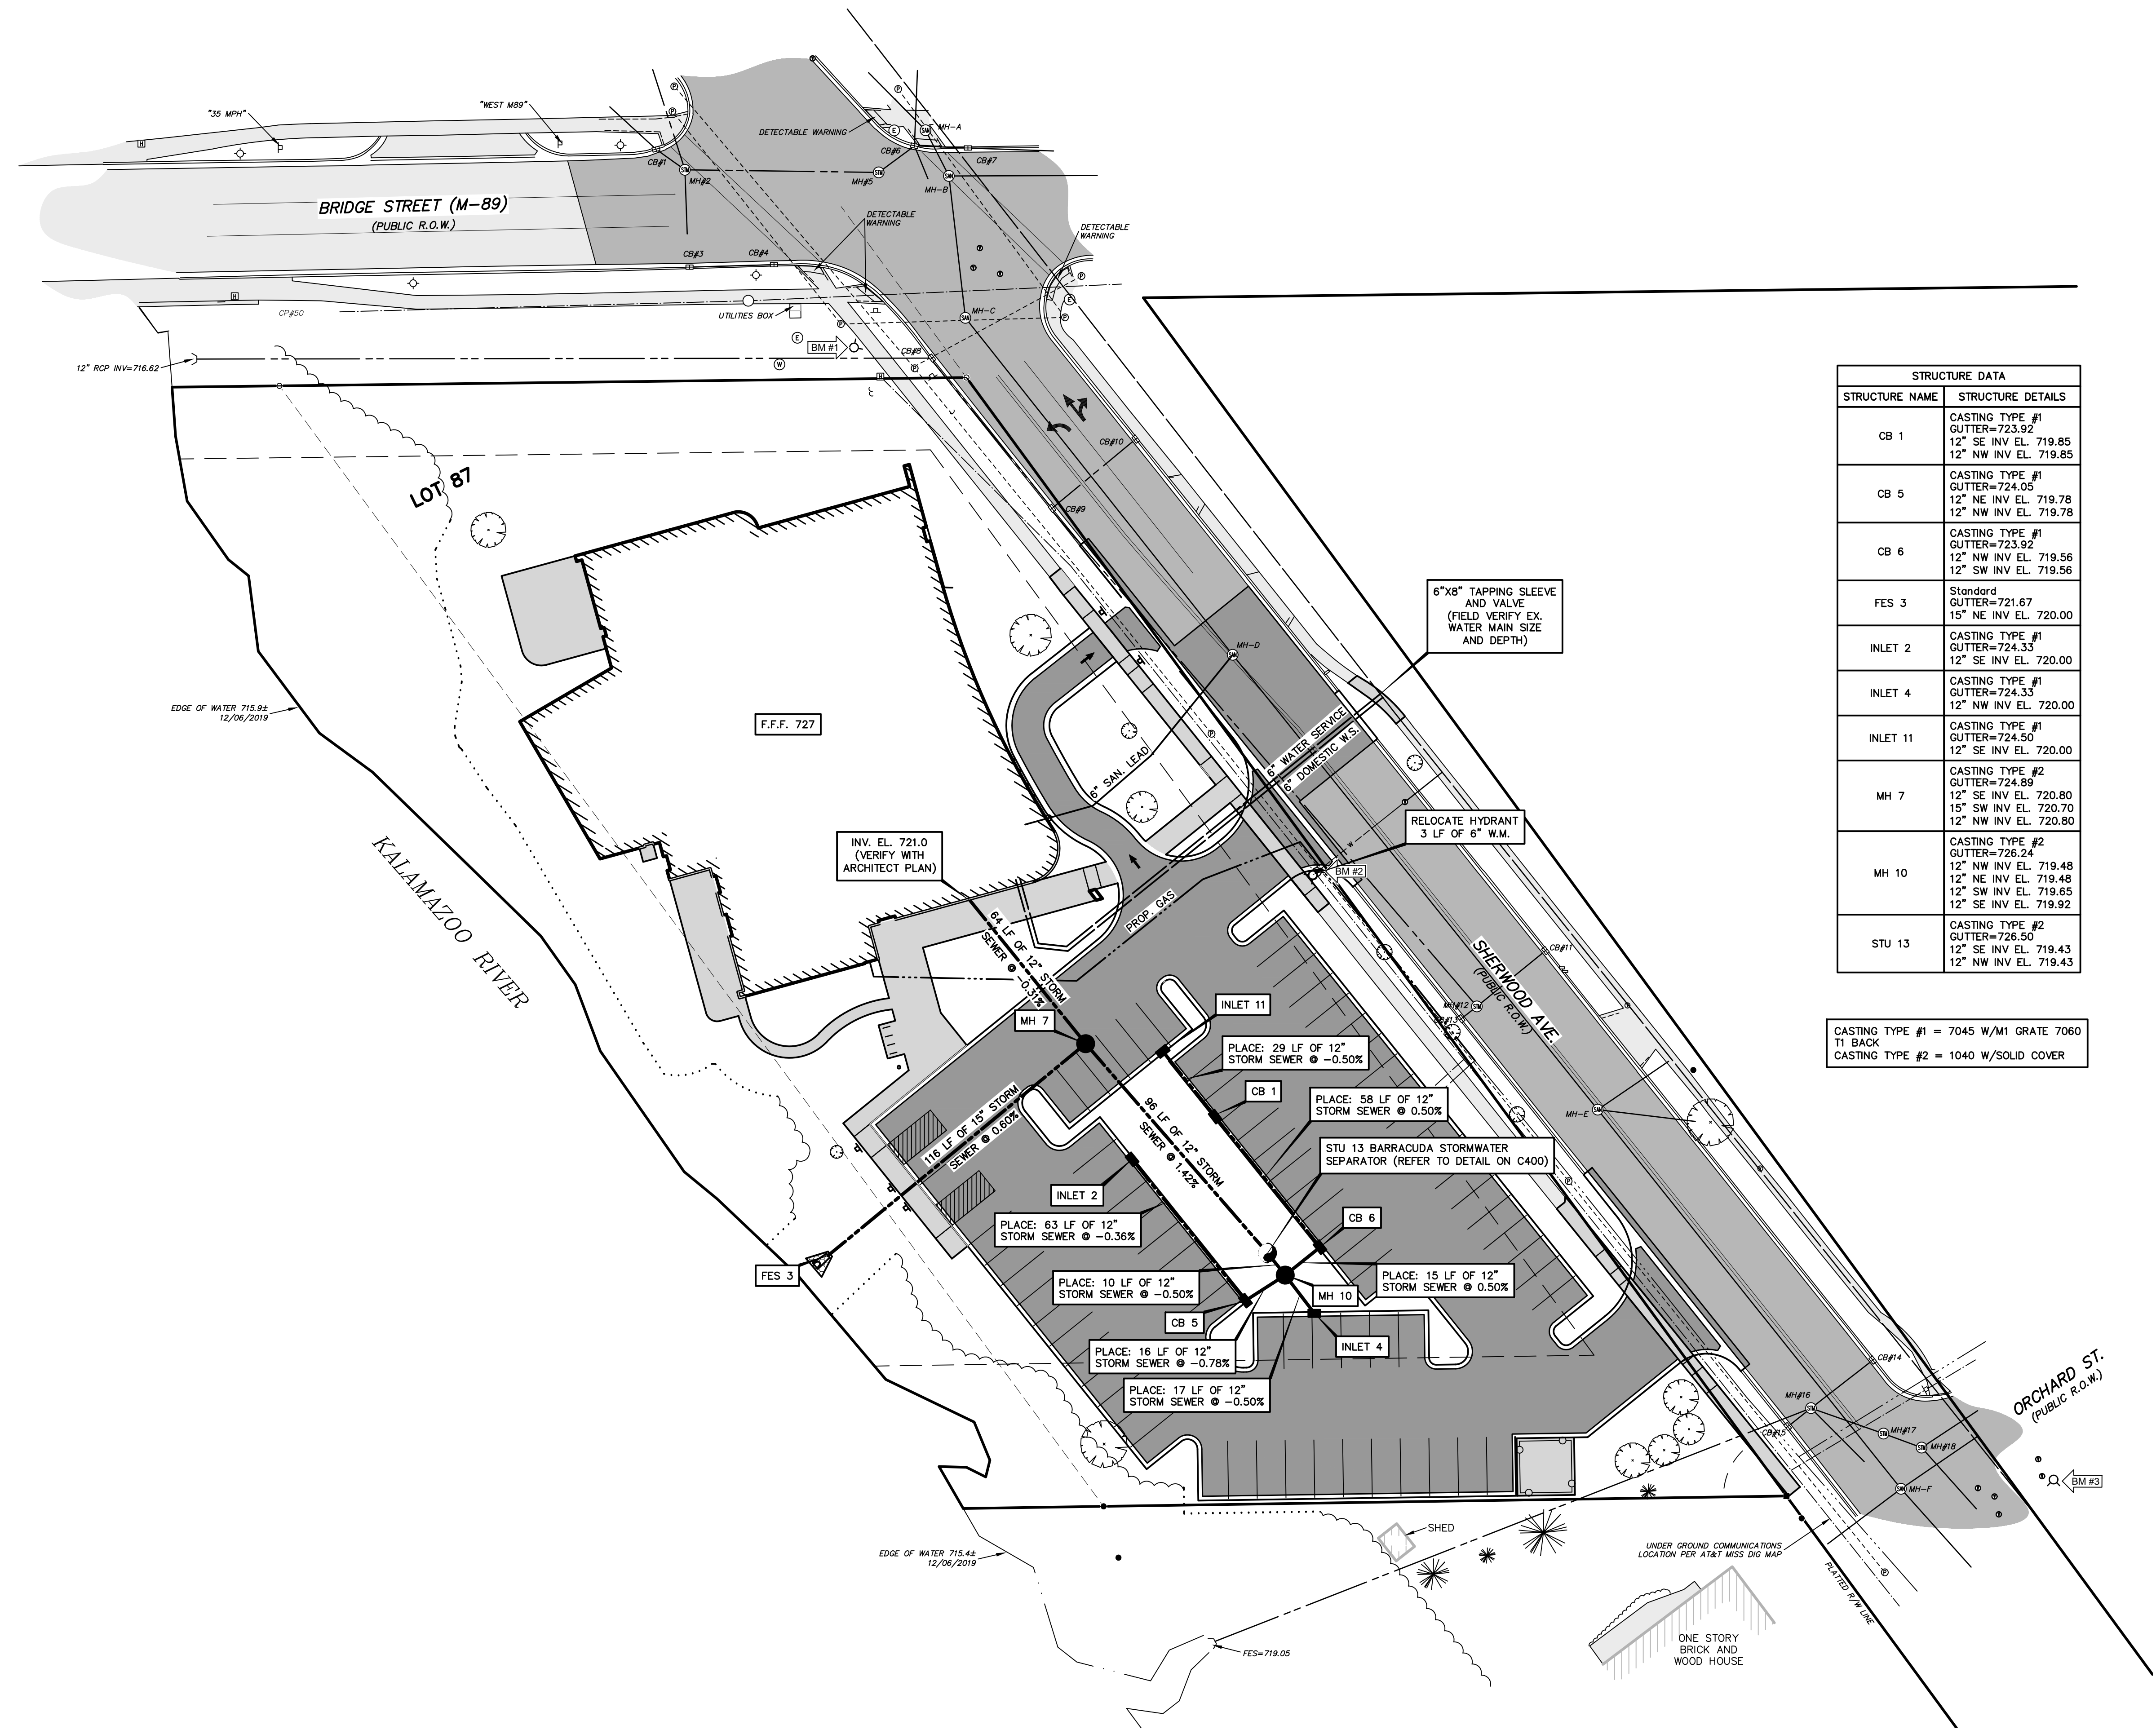 "35 MPH"
"WEST M89"
DETECTABLE WARNING
MH-A
CB#1
MH#2
MH#5
CB#6
CB#7
MH-B
BRIDGE STREET (M-89)
(PUBLIC R.O.W.)
DETECTABLE
WARNING
DETECTABLE
WARNING
CB#3
CB#4
CP#50
UTILITIES BOX
MH-C
BM #1
CB#8
12" RCP INV=716.62
LOT 87
CB#10
CB#9
MH-D
6"X8" TAPPING SLEEVE
AND VALVE
(FIELD VERIFY EX.
WATER MAIN SIZE
AND DEPTH)
EDGE OF WATER 715.9±
12/06/2019
F.F.F. 727
6" SAN. LEAD
6" WATER SERVICE
6" DOMESTIC W.S.
RELOCATE HYDRANT
3 LF OF 6" W.M.
W
BM #2
KALAMAZOO RIVER
INV. EL. 721.0
(VERIFY WITH
ARCHITECT PLAN)
PROP. GAS
64 LF OF 12" STORM
SEWER @ -0.31%
MH 7
INLET 11
SHERWOOD AVE.
(PUBLIC R.O.W.)
CB#11
MH#12
CB#13
PLACE: 29 LF OF 12"
STORM SEWER @ -0.50%
CB 1
PLACE: 58 LF OF 12"
STORM SEWER @ 0.50%
MH-E
116 LF OF 15" STORM
SEWER @ 0.60%
96 LF OF 12" STORM
SEWER @ 1.42%
STU 13 BARRACUDA STORMWATER
SEPARATOR (REFER TO DETAIL ON C400)
INLET 2
PLACE: 63 LF OF 12"
STORM SEWER @ -0.36%
CB 6
FES 3
PLACE: 10 LF OF 12"
STORM SEWER @ -0.50%
PLACE: 15 LF OF 12"
STORM SEWER @ 0.50%
MH 10
CB 5
INLET 4
PLACE: 16 LF OF 12"
STORM SEWER @ -0.78%
PLACE: 17 LF OF 12"
STORM SEWER @ -0.50%
CB#14
MH#16
CB#15
MH#17
MH#18
MH-F
ORCHARD ST.
(PUBLIC R.O.W.)
BM #3
EDGE OF WATER 715.4±
12/06/2019
SHED
UNDER GROUND COMMUNICATIONS
LOCATION PER AT&T MISS DIG MAP
PLATTED R/W LINE
FES=719.05
ONE STORY
BRICK AND
WOOD HOUSE
STRUCTURE DATA
STRUCTURE NAME STRUCTURE DETAILS
CB 1
CASTING TYPE #1
GUTTER=723.92
12" SE INV EL. 719.85
12" NW INV EL. 719.85
CB 5
CASTING TYPE #1
GUTTER=724.05
12" NE INV EL. 719.78
12" NW INV EL. 719.78
CB 6
CASTING TYPE #1
GUTTER=723.92
12" NW INV EL. 719.56
12" SW INV EL. 719.56
FES 3
Standard
GUTTER=721.67
15" NE INV EL. 720.00
INLET 2
CASTING TYPE #1
GUTTER=724.33
12" SE INV EL. 720.00
INLET 4
CASTING TYPE #1
GUTTER=724.33
12" NW INV EL. 720.00
INLET 11
CASTING TYPE #1
GUTTER=724.50
12" SE INV EL. 720.00
MH 7
CASTING TYPE #2
GUTTER=724.89
12" SE INV EL. 720.80
15" SW INV EL. 720.70
12" NW INV EL. 720.80
MH 10
CASTING TYPE #2
GUTTER=726.24
12" NW INV EL. 719.48
12" NE INV EL. 719.48
12" SW INV EL. 719.65
12" SE INV EL. 719.92
STU 13
CASTING TYPE #2
GUTTER=726.50
12" SE INV EL. 719.43
12" NW INV EL. 719.43
CASTING TYPE #1 = 7045 W/M1 GRATE 7060
T1 BACK
CASTING TYPE #2 = 1040 W/SOLID COVER